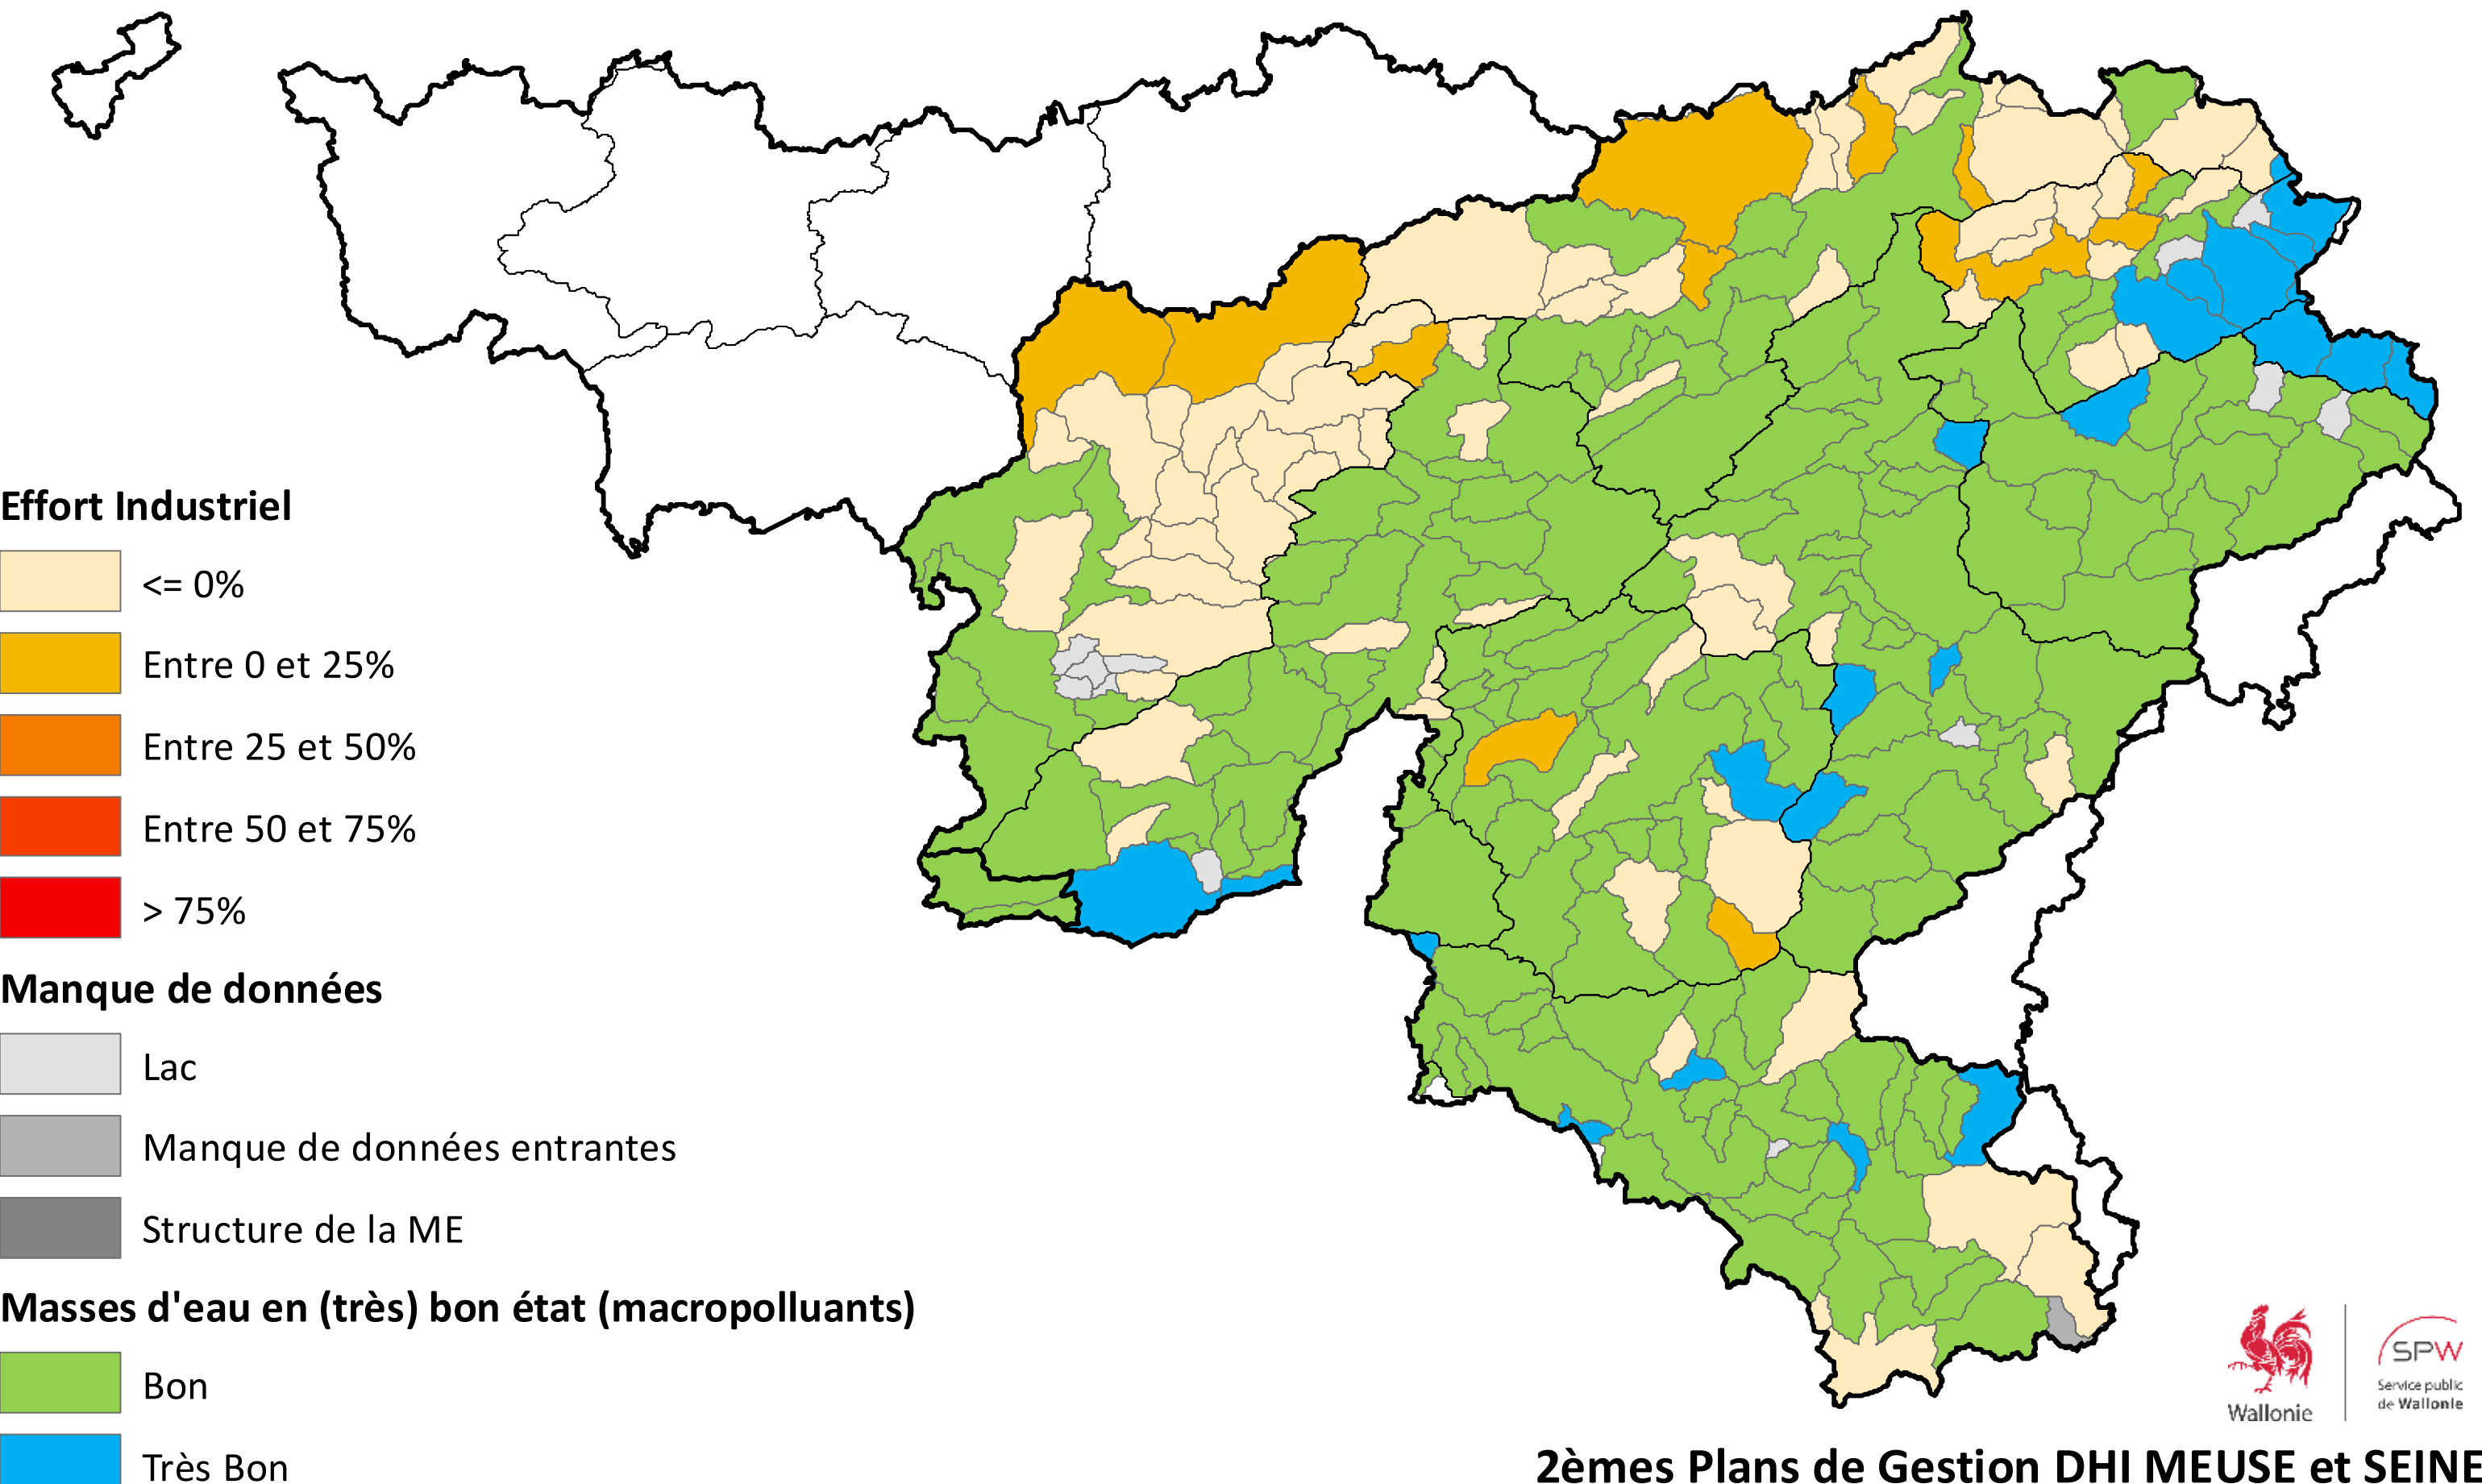 Effort Industriel
<= 0%
Entre 0 et 25%
Entre 25 et 50%
Entre 50 et 75%
> 75%
Manque de données
Lac
Manque de données entrantes
Structure de la ME
Masses d'eau en (très) bon état (macropolluants)
Bon
Très Bon
Wallonie
SPW
Service public
de Wallonie
2èmes Plans de Gestion DHI MEUSE et SEINE